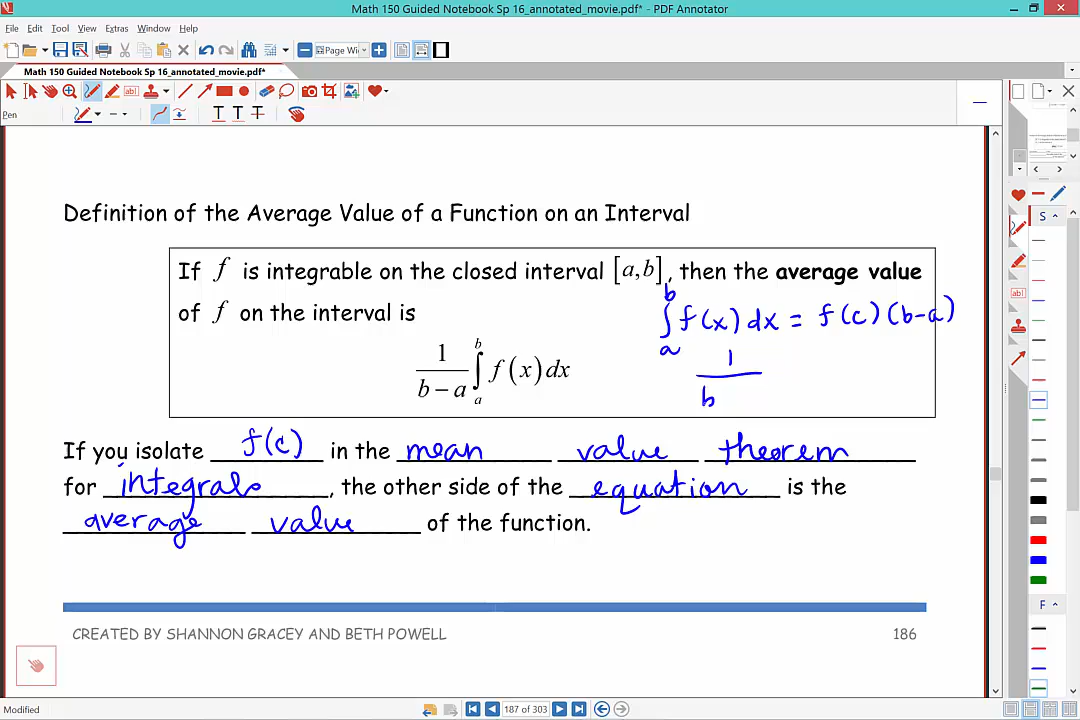 Math 150 Guided Notebook Sp 16_annotated_movie.pdf* - PDF Annotator
File Edit Tool View Extras Window Help
Page Wi
Math 150 Guided Notebook Sp 16_annotated_movie.pdf*
Pen
Definition of the Average Value of a Function on an Interval
If f is integrable on the closed interval [a,b], then the average value
of f on the interval is
∫_a^b f(x) dx = f(c)(b-a)
1/(b-a) ∫_a^b f(x) dx
1/b
If you isolate f(c) in the mean value theorem
for integrals, the other side of the equation is the
average value of the function.
CREATED BY SHANNON GRACEY AND BETH POWELL 186
Modified
187 of 303
S
F